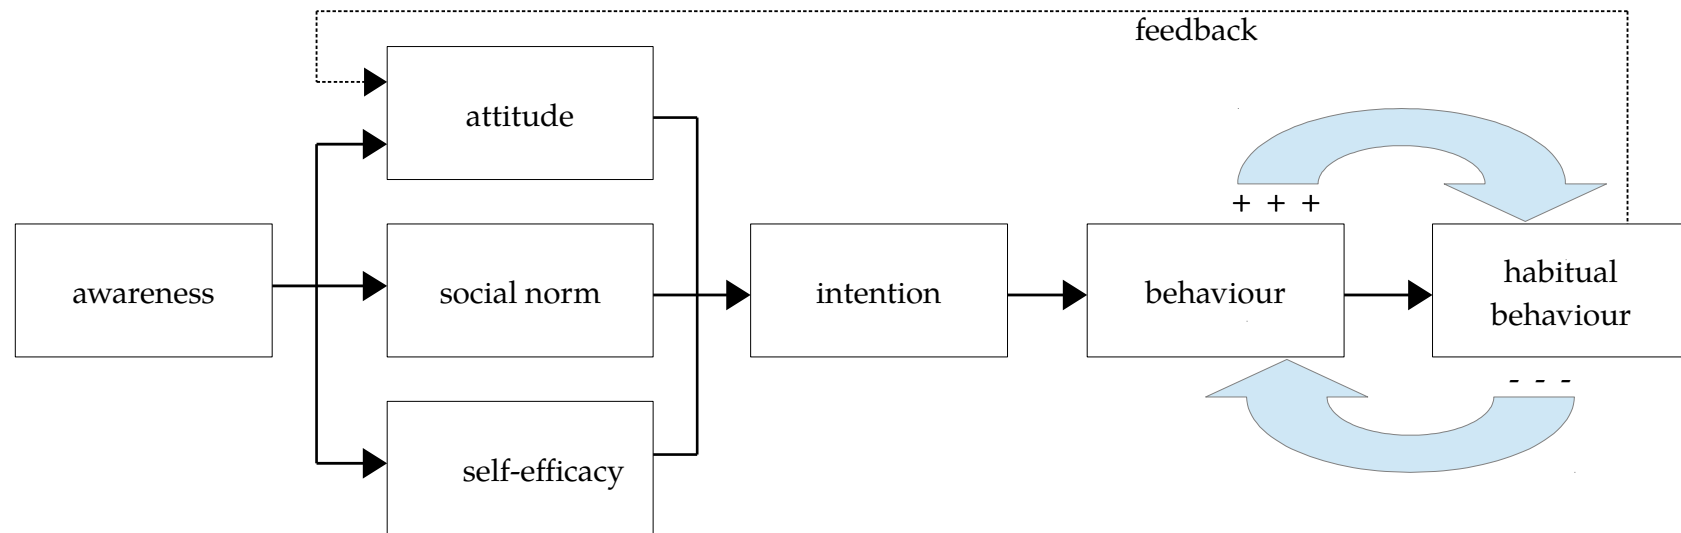 feedback
attitude
+ + +
awareness
social norm
intention
behaviour
habitual
behaviour
- - -
self-efficacy